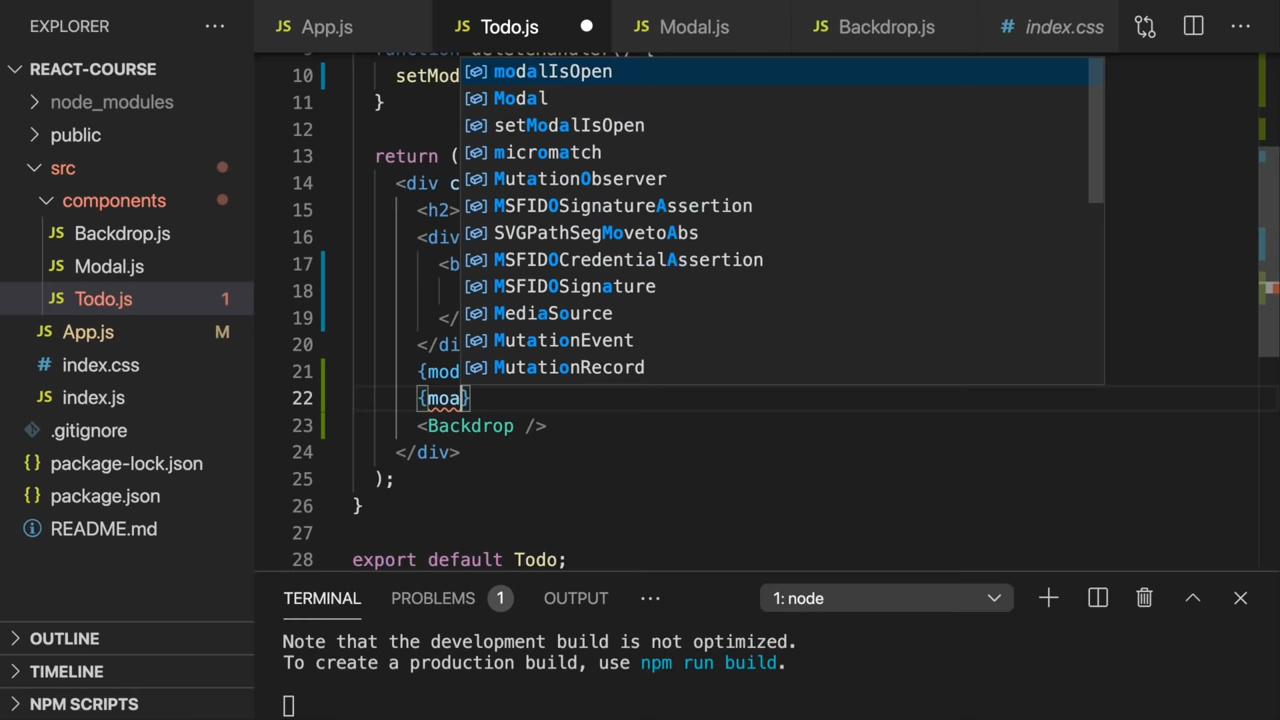 EXPLORER
App.js
Todo.js
Modal.js
Backdrop.js
index.css
REACT-COURSE
node_modules
public
src
components
Backdrop.js
Modal.js
Todo.js 1
App.js M
index.css
index.js
.gitignore
package-lock.json
package.json
README.md
OUTLINE
TIMELINE
NPM SCRIPTS
10 setMod
11 }
12
13 return (
14 <div c
15 <h2>
16 <div
17 <b
18
19 </
20 </di
21 {mod
22 {moa}
23 <Backdrop />
24 </div>
25 );
26 }
27
28 export default Todo;
modalIsOpen
Modal
setModalIsOpen
micromatch
MutationObserver
MSFIDOSignatureAssertion
SVGPathSegMovetoAbs
MSFIDOCredentialAssertion
MSFIDOSignature
MediaSource
MutationEvent
MutationRecord
TERMINAL PROBLEMS 1 OUTPUT 1: node
Note that the development build is not optimized.
To create a production build, use npm run build.